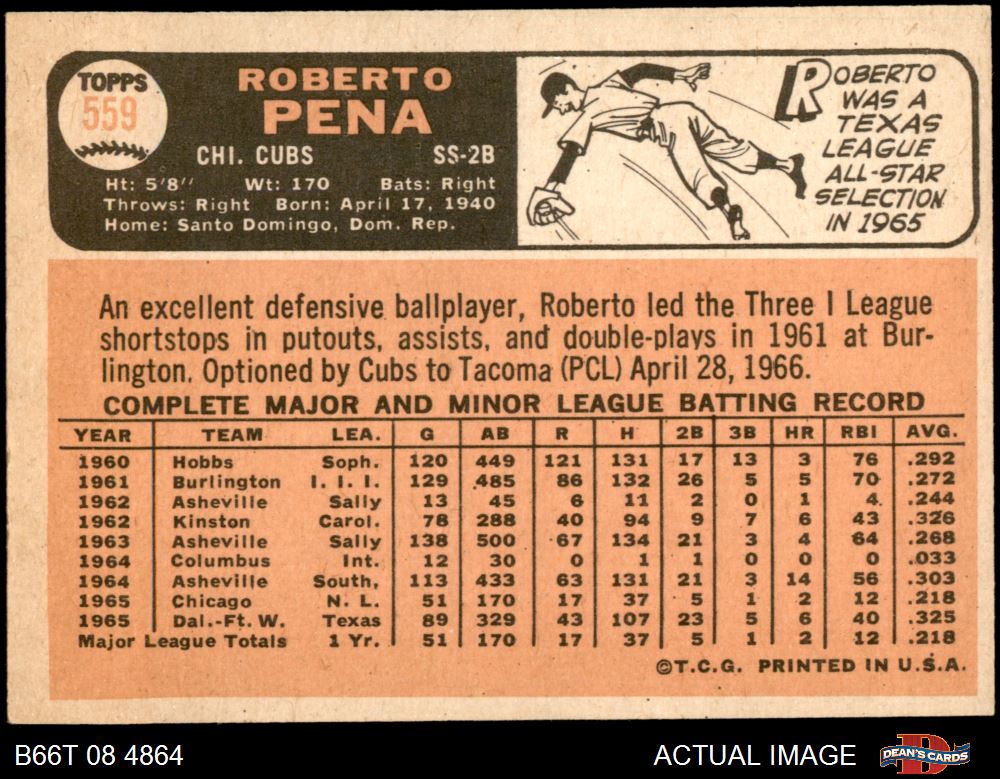 TOPPS
559
ROBERTO
PENA
CHI. CUBS SS-2B
Ht: 5'8" Wt: 170 Bats: Right
Throws: Right Born: April 17, 1940
Home: Santo Domingo, Dom. Rep.
ROBERTO
WAS A
TEXAS
LEAGUE
ALL-STAR
SELECTION
IN 1965
An excellent defensive ballplayer, Roberto led the Three I League
shortstops in putouts, assists, and double-plays in 1961 at Bur-
lington. Optioned by Cubs to Tacoma (PCL) April 28, 1966.
COMPLETE MAJOR AND MINOR LEAGUE BATTING RECORD
YEAR TEAM LEA. G AB R H 2B 3B HR RBI AVG.
1960 Hobbs Soph. 120 449 121 131 17 13 3 76 .292
1961 Burlington I. I. I. 129 485 86 132 26 5 5 70 .272
1962 Asheville Sally 13 45 6 11 2 0 1 4 .244
1962 Kinston Carol. 78 288 40 94 9 7 6 43 .326
1963 Asheville Sally 138 500 67 134 21 3 4 64 .268
1964 Columbus Int. 12 30 0 1 1 0 0 0 .033
1964 Asheville South, 113 433 63 131 21 3 14 56 .303
1965 Chicago N. L. 51 170 17 37 5 1 2 12 .218
1965 Dal.-Ft. W. Texas 89 329 43 107 23 5 6 40 .325
Major League Totals 1 Yr. 51 170 17 37 5 1 2 12 .218
©T.C.G. PRINTED IN U.S.A.
B66T 08 4864 ACTUAL IMAGE DEAN'S CARDS